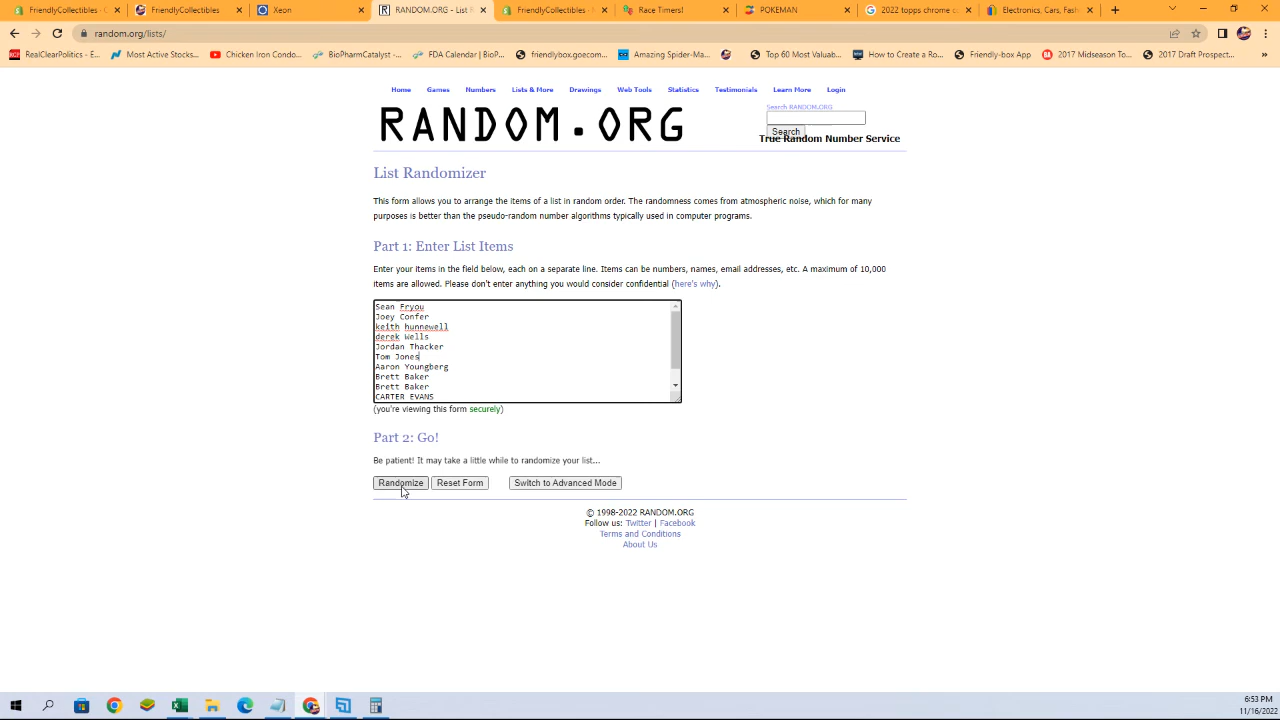 FriendlyCollectibles - O
FriendlyCollectibles
Xeon
RANDOM.ORG - List R
FriendlyCollectibles - M
Race Timers!
POKEMAN
2022 topps chrome c
Electronics, Cars, Fash
random.org/lists/
RealClearPolitics - E...
Most Active Stocks...
Chicken Iron Condo...
BioPharmCatalyst -...
FDA Calendar | Bio...
friendlybox.goecom...
Amazing Spider-Ma...
Top 60 Most Valuab...
How to Create a Ro...
Friendly-box App
2017 Midseason To...
2017 Draft Prospect...
Home Games Numbers Lists & More Drawings Web Tools Statistics Testimonials Learn More Login
RANDOM.ORG
Search RANDOM.ORG
Search
True Random Number Service
List Randomizer
This form allows you to arrange the items of a list in random order. The randomness comes from atmospheric noise, which for many
purposes is better than the pseudo-random number algorithms typically used in computer programs.
Part 1: Enter List Items
Enter your items in the field below, each on a separate line. Items can be numbers, names, email addresses, etc. A maximum of 10,000
items are allowed. Please don't enter anything you would consider confidential (here's why).
Sean Fryou
Joey Confer
keith hunnewell
derek Wells
Jordan Thacker
Tom Jones
Aaron Youngberg
Brett Baker
Brett Baker
CARTER EVANS
(you're viewing this form securely)
Part 2: Go!
Be patient! It may take a little while to randomize your list...
Randomize Reset Form Switch to Advanced Mode
© 1998-2022 RANDOM.ORG
Follow us: Twitter | Facebook
Terms and Conditions
About Us
6:53 PM
11/16/2022